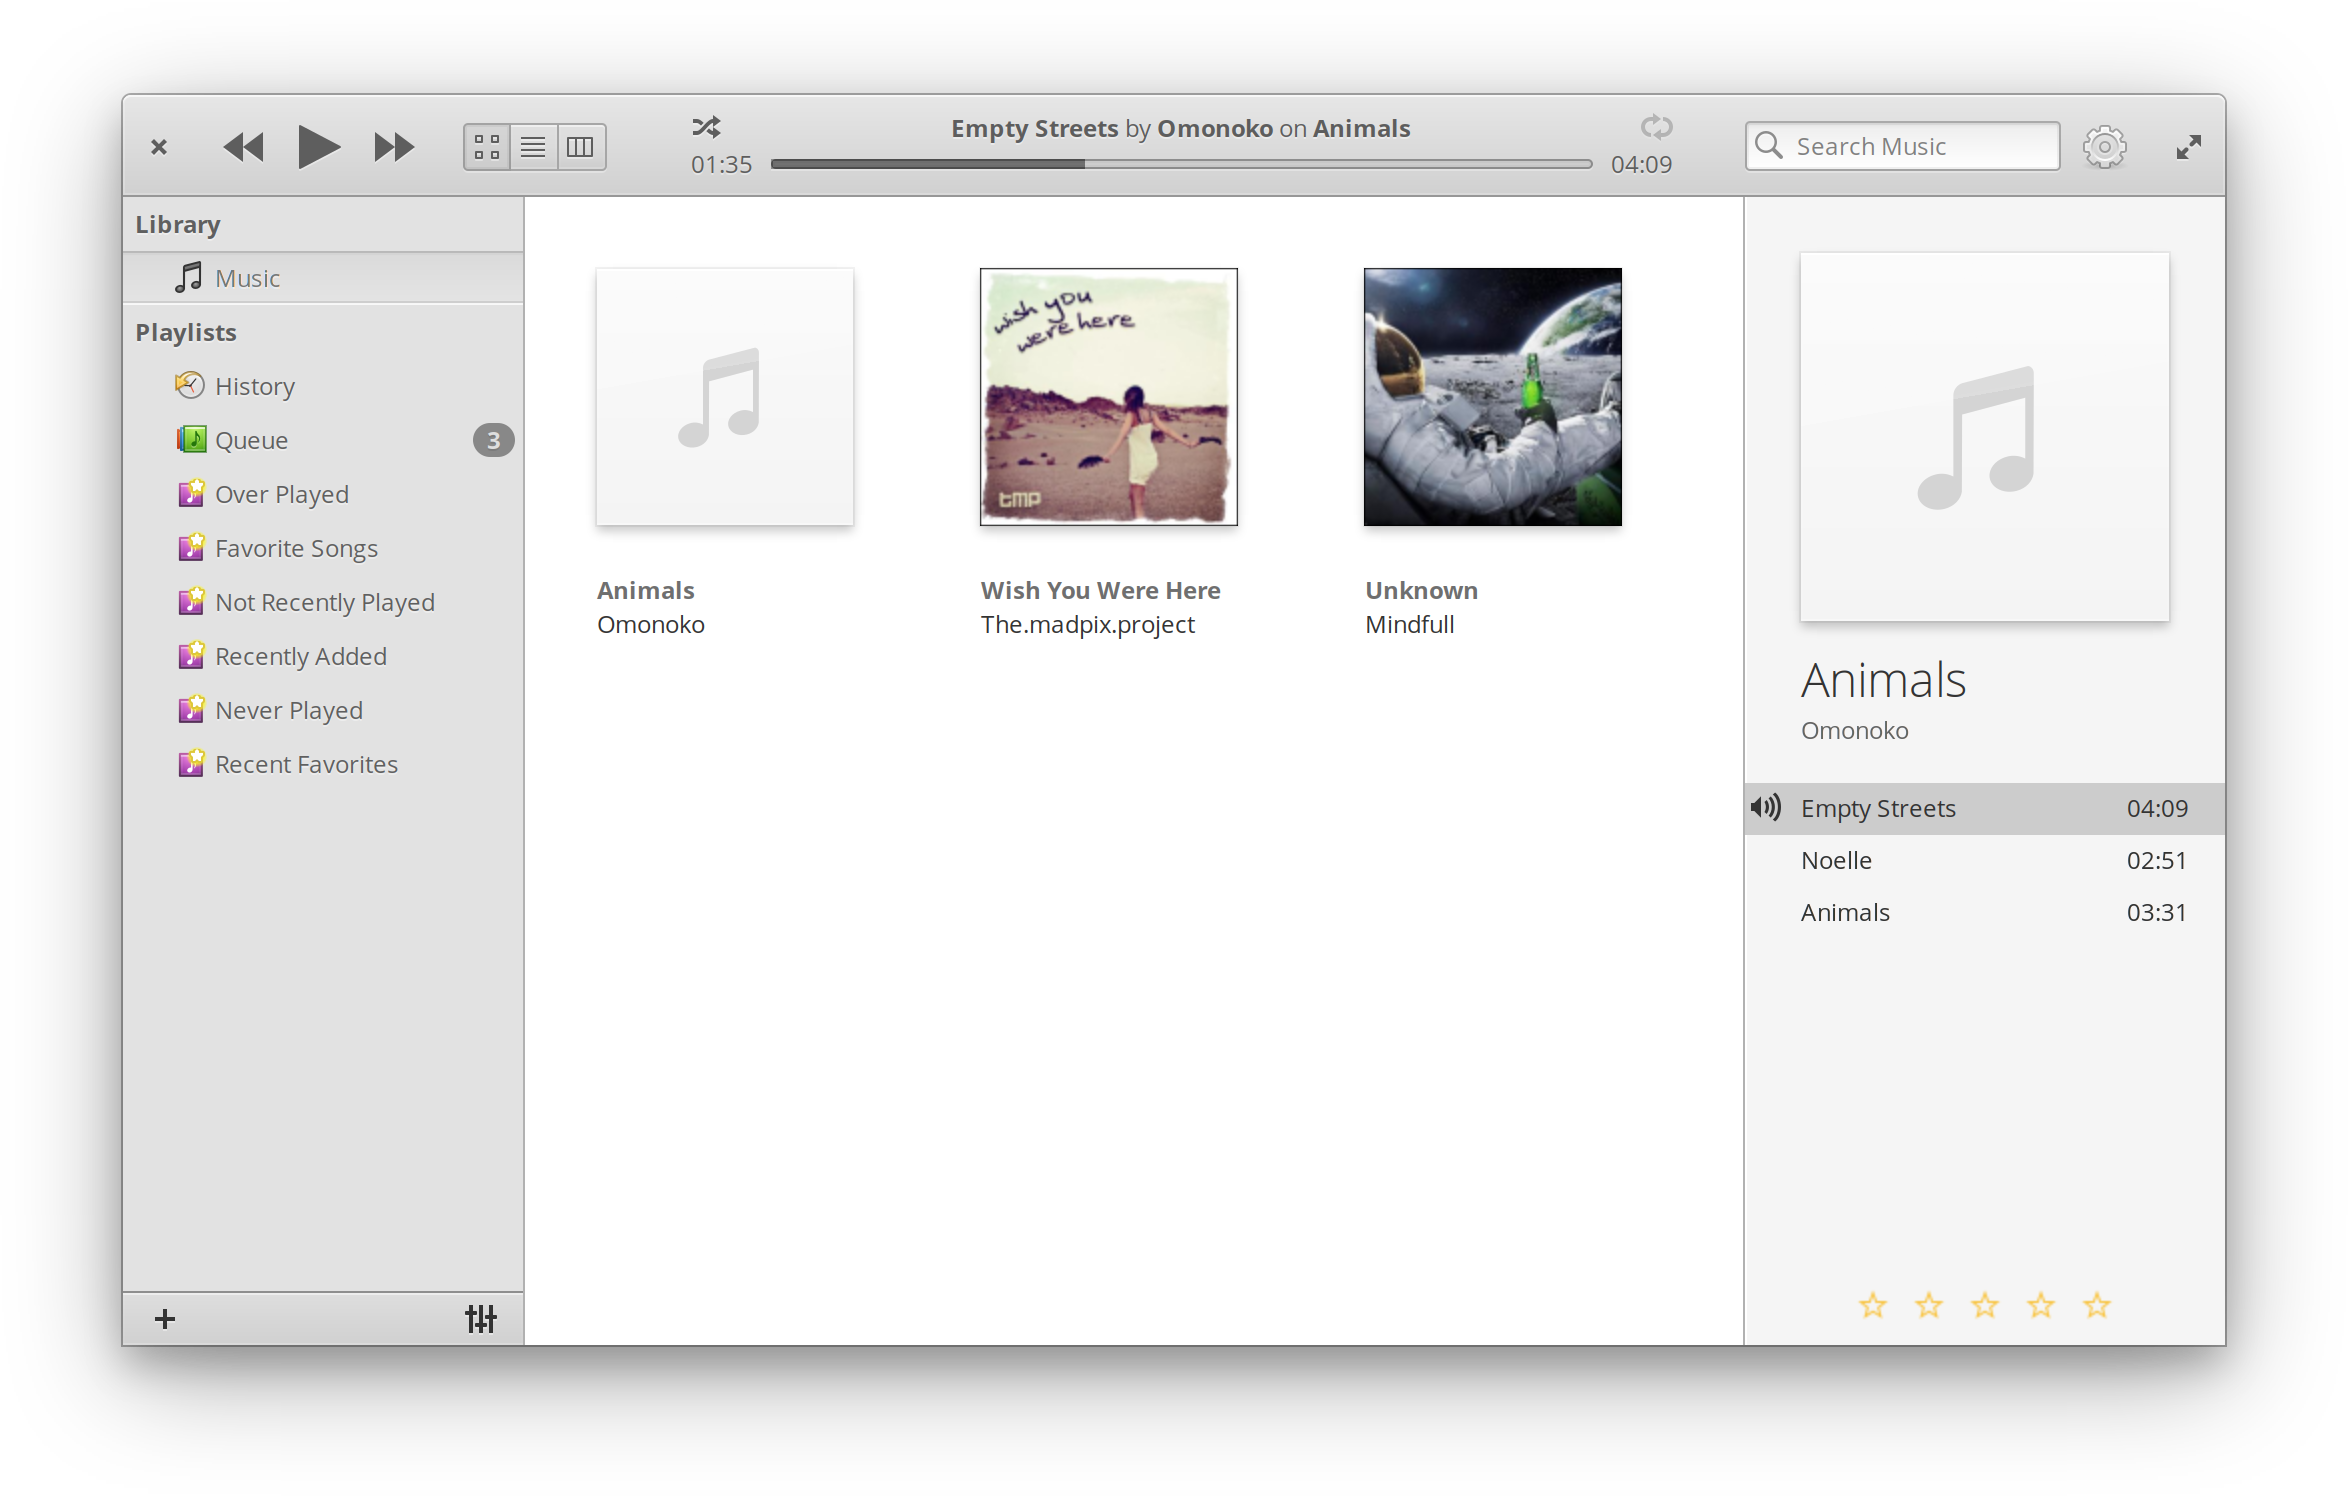 Empty Streets by Omonoko on Animals
01:35
04:09
Search Music
Library
Music
Playlists
History
Queue
3
Over Played
Favorite Songs
Not Recently Played
Recently Added
Never Played
Recent Favorites
wish you
were here
tmp
Animals
Omonoko
Wish You Were Here
The.madpix.project
Unknown
Mindfull
Animals
Omonoko
Empty Streets 04:09
Noelle 02:51
Animals 03:31